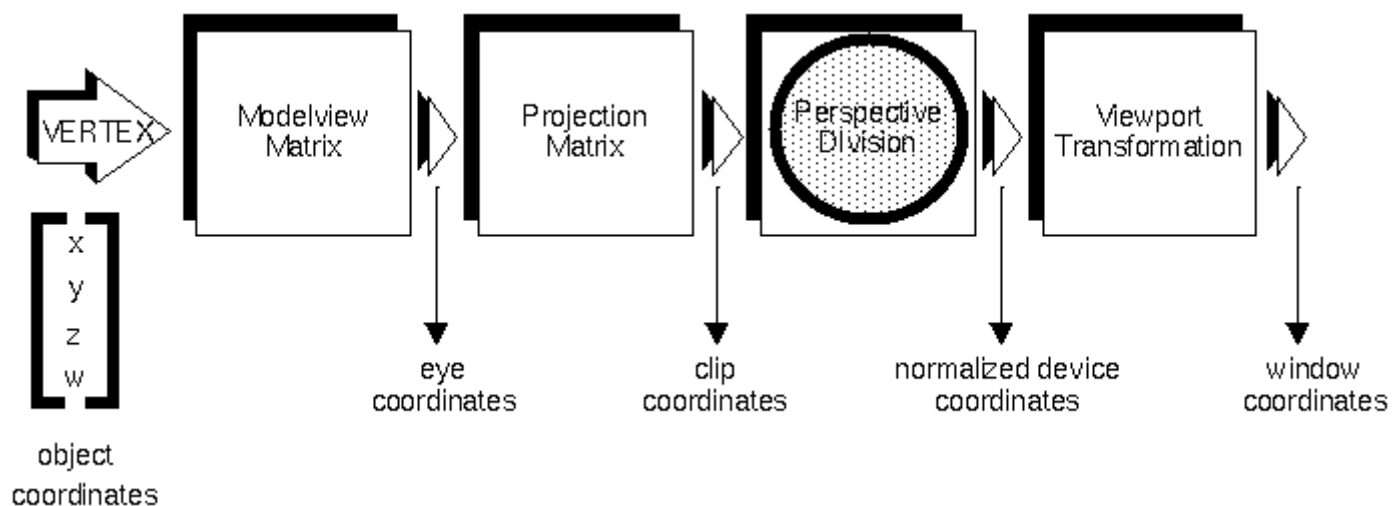 VERTEX
Modelview
Matrix
Projection
Matrix
Perspective
DIvision
Viewport
Transformation
x
y
z
w
object
coordinates
eye
coordinates
clip
coordinates
normalized device
coordinates
window
coordinates